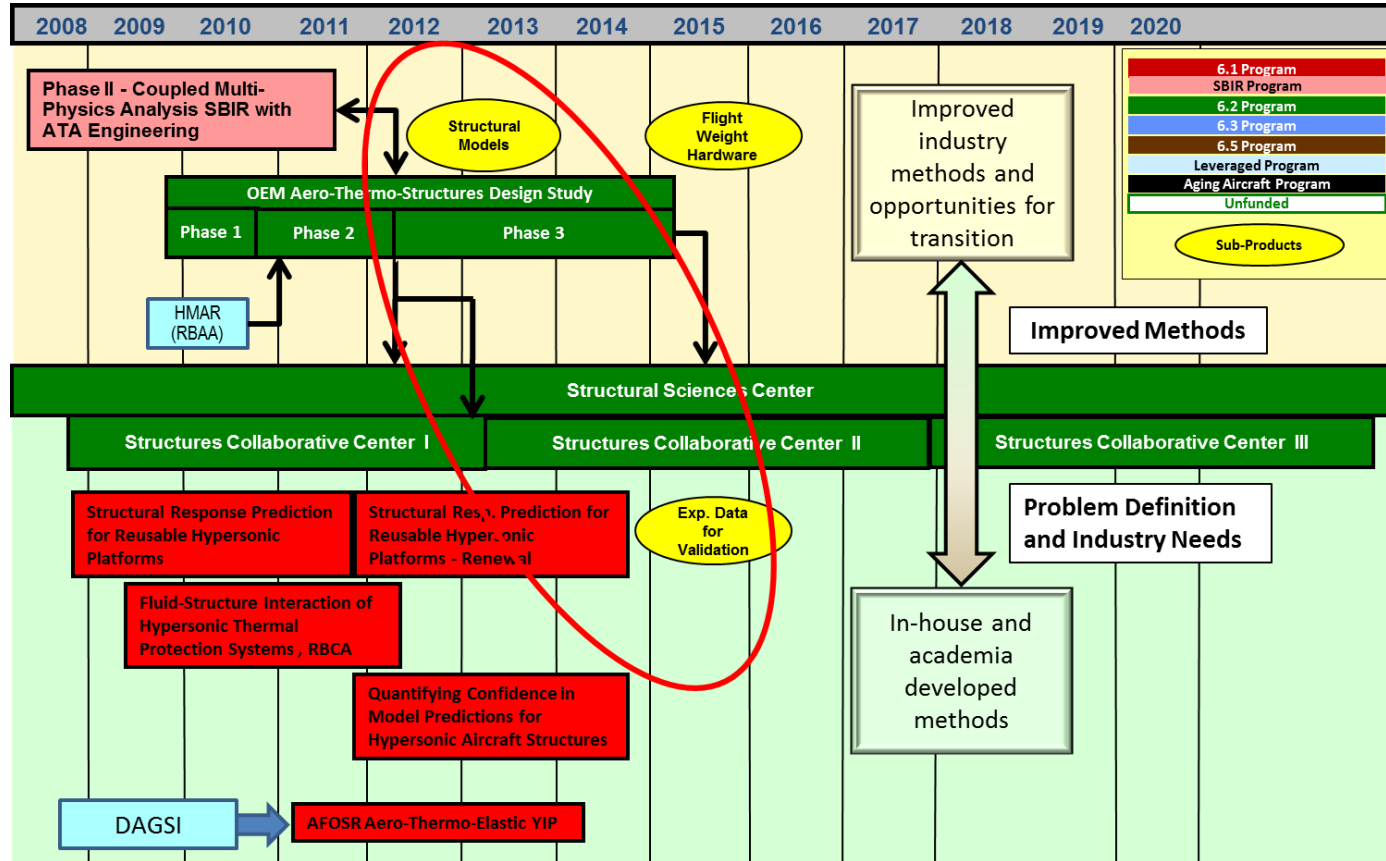 2008 2009 2010 2011 2012 2013 2014 2015 2016 2017 2018 2019 2020
Phase II - Coupled Multi-
Physics Analysis SBIR with
ATA Engineering
Structural
Models
Flight
Weight
Hardware
Improved
industry
methods and
opportunities for
transition
6.1 Program
SBIR Program
6.2 Program
6.3 Program
6.5 Program
Leveraged Program
Aging Aircraft Program
Unfunded
Sub-Products
OEM Aero-Thermo-Structures Design Study
Phase 1
Phase 2
Phase 3
HMAR
(RBAA)
Improved Methods
Structural Sciences Center
Structures Collaborative Center I
Structures Collaborative Center II
Structures Collaborative Center III
Structural Response Prediction
for Reusable Hypersonic
Platforms
Structural Resp. Prediction for
Reusable Hypersonic
Platforms - Renewal
Exp. Data
for
Validation
Problem Definition
and Industry Needs
Fluid-Structure Interaction of
Hypersonic Thermal
Protection Systems , RBCA
In-house and
academia
developed
methods
Quantifying Confidence in
Model Predictions for
Hypersonic Aircraft Structures
DAGSI
AFOSR Aero-Thermo-Elastic YIP